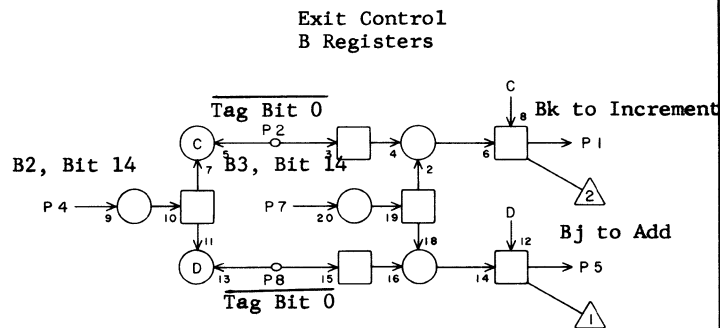 Exit Control
B Registers
C
Tag Bit 0
8 Bk to Increment
P2
C 5 3 4 6 P1
7 2
B2, Bit 14 B3, Bit 14
2
P4 9 10 P7 20 19
D
11 18 12 Bj to Add
D 13 P8 15 16 14 P5
Tag Bit 0
1